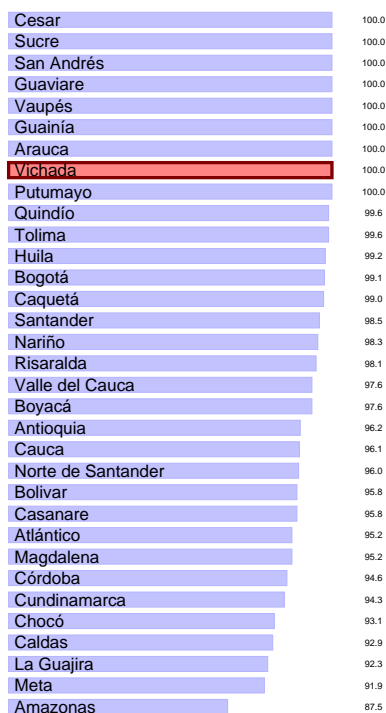 Cesar 100.0
Sucre 100.0
San Andrés 100.0
Guaviare 100.0
Vaupés 100.0
Guainía 100.0
Arauca 100.0
Vichada 100.0
Putumayo 100.0
Quindío 99.6
Tolima 99.6
Huila 99.2
Bogotá 99.1
Caquetá 99.0
Santander 98.5
Nariño 98.3
Risaralda 98.1
Valle del Cauca 97.6
Boyacá 97.6
Antioquia 96.2
Cauca 96.1
Norte de Santander 96.0
Bolivar 95.8
Casanare 95.8
Atlántico 95.2
Magdalena 95.2
Córdoba 94.6
Cundinamarca 94.3
Chocó 93.1
Caldas 92.9
La Guajira 92.3
Meta 91.9
Amazonas 87.5